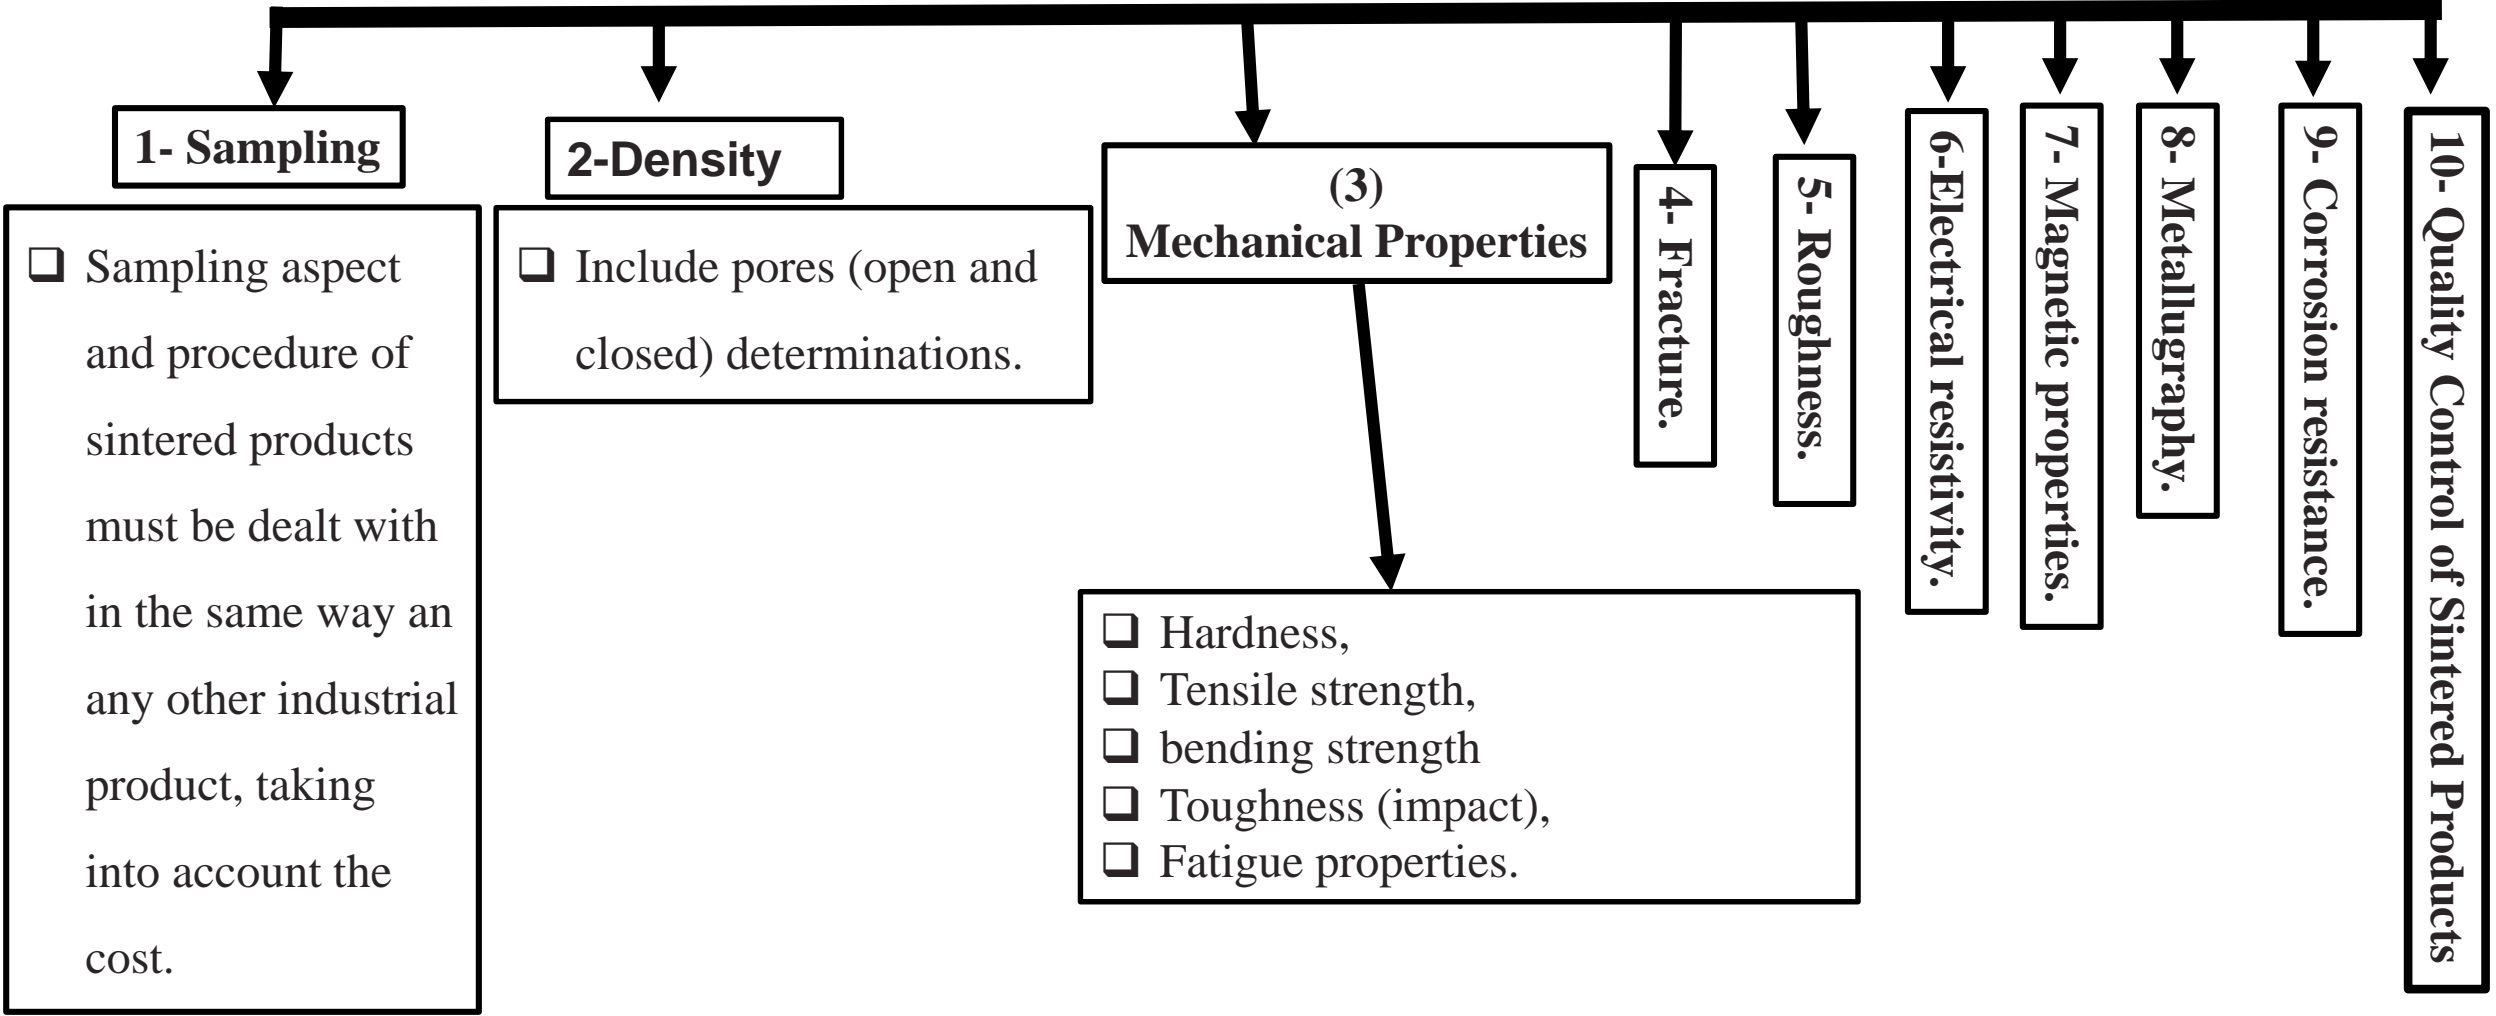 1- Sampling
❑ Sampling aspect
and procedure of
sintered products
must be dealt with
in the same way an
any other industrial
product, taking
into account the
cost.
2-Density
❑ Include pores (open and
closed) determinations.
(3)
Mechanical Properties
❑ Hardness,
❑ Tensile strength,
❑ bending strength
❑ Toughness (impact),
❑ Fatigue properties.
4- Fracture.
5- Roughness.
6-Electrical resistivity.
7- Magnetic properties.
8- Metallugraphy.
9- Corrosion resistance.
10- Quality Control of Sintered Products